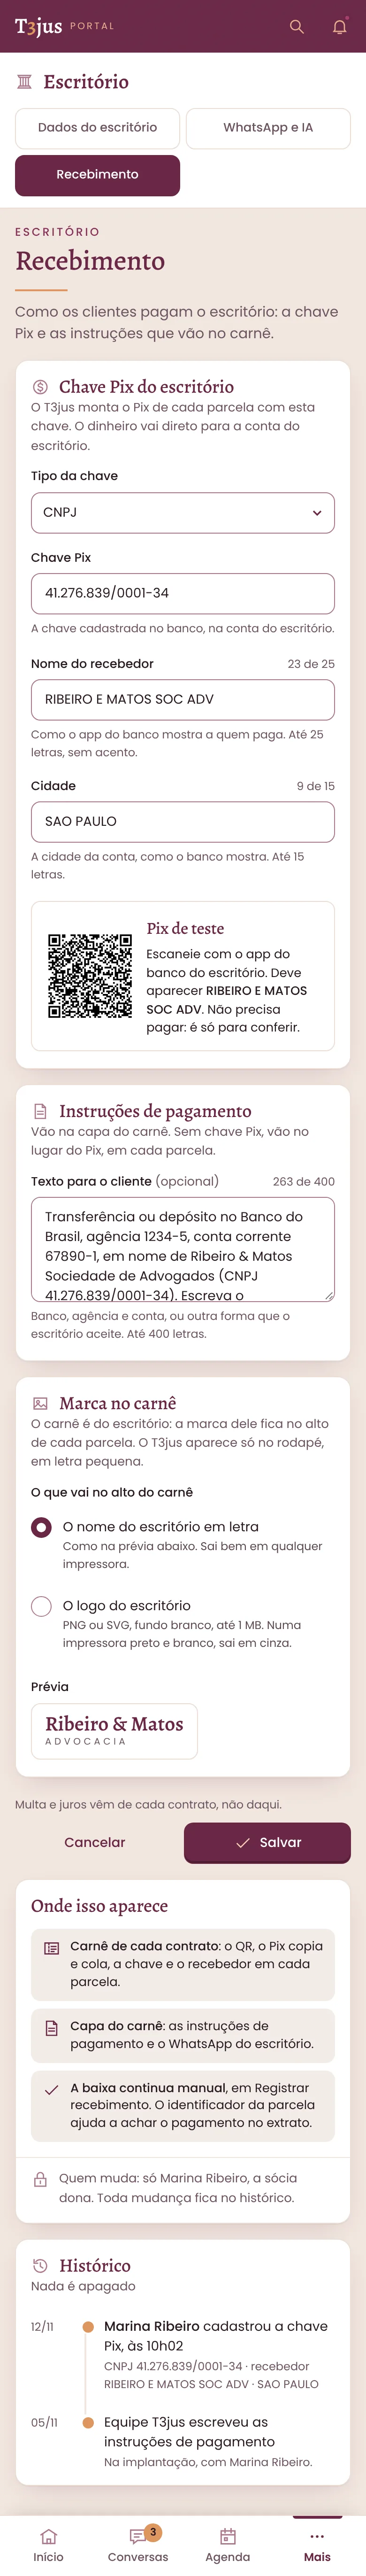 T3jus PORTAL
Escritório
Dados do escritório
WhatsApp e IA
Recebimento
ESCRITÓRIO
Recebimento
Como os clientes pagam o escritório: a chave
Pix e as instruções que vão no carnê.
Chave Pix do escritório
O T3jus monta o Pix de cada parcela com esta
chave. O dinheiro vai direto para a conta do
escritório.
Tipo da chave
CNPJ
Chave Pix
41.276.839/0001-34
A chave cadastrada no banco, na conta do escritório.
Nome do recebedor 23 de 25
RIBEIRO E MATOS SOC ADV
Como o app do banco mostra a quem paga. Até 25
letras, sem acento.
Cidade 9 de 15
SAO PAULO
A cidade da conta, como o banco mostra. Até 15
letras.
Pix de teste
Escaneie com o app do
banco do escritório. Deve
aparecer RIBEIRO E MATOS
SOC ADV. Não precisa
pagar: é só para conferir.
Instruções de pagamento
Vão na capa do carnê. Sem chave Pix, vão no
lugar do Pix, em cada parcela.
Texto para o cliente (opcional) 263 de 400
Transferência ou depósito no Banco do
Brasil, agência 1234-5, conta corrente
67890-1, em nome de Ribeiro & Matos
Sociedade de Advogados (CNPJ
41.276.839/0001-34). Escreva o
Banco, agência e conta, ou outra forma que o
escritório aceite. Até 400 letras.
Marca no carnê
O carnê é do escritório: a marca dele fica no alto
de cada parcela. O T3jus aparece só no rodapé,
em letra pequena.
O que vai no alto do carnê
O nome do escritório em letra
Como na prévia abaixo. Sai bem em qualquer
impressora.
O logo do escritório
PNG ou SVG, fundo branco, até 1 MB. Numa
impressora preto e branco, sai em cinza.
Prévia
Ribeiro & Matos
ADVOCACIA
Multa e juros vêm de cada contrato, não daqui.
Cancelar
Salvar
Onde isso aparece
Carnê de cada contrato: o QR, o Pix copia
e cola, a chave e o recebedor em cada
parcela.
Capa do carnê: as instruções de
pagamento e o WhatsApp do escritório.
A baixa continua manual, em Registrar
recebimento. O identificador da parcela
ajuda a achar o pagamento no extrato.
Quem muda: só Marina Ribeiro, a sócia
dona. Toda mudança fica no histórico.
Histórico
Nada é apagado
12/11
Marina Ribeiro cadastrou a chave
Pix, às 10h02
CNPJ 41.276.839/0001-34 · recebedor
RIBEIRO E MATOS SOC ADV · SAO PAULO
05/11
Equipe T3jus escreveu as
instruções de pagamento
Na implantação, com Marina Ribeiro.
Início
3
Conversas
Agenda
Mais